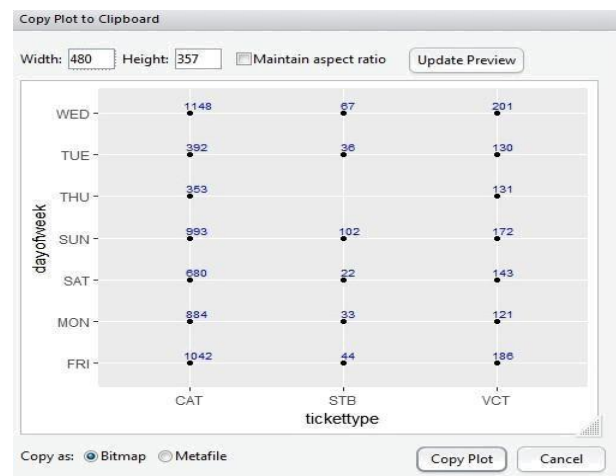 Copy Plot to Clipboard
Width: 480 Height: 357 Maintain aspect ratio Update Preview
WED 1148 67 201
TUE 392 36 130
THU 353 131
SUN 993 102 172
SAT 680 22 143
MON 884 33 121
FRI 1042 44 186
dayofweek
CAT STB VCT
tickettype
Copy as: Bitmap Metafile Copy Plot Cancel